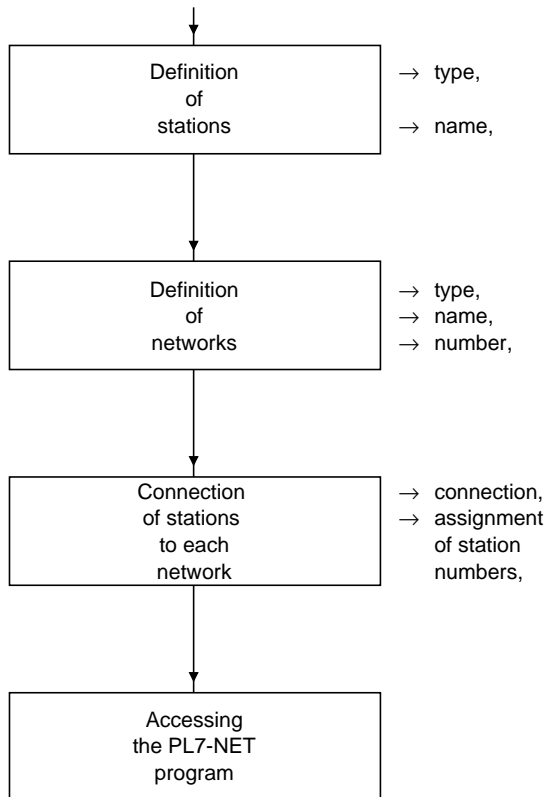 Definition
of
stations
→ type,
→ name,
Definition
of
networks
→ type,
→ name,
→ number,
Connection
of stations
to each
network
→ connection,
→ assignment
of station
numbers,
Accessing
the PL7-NET
program